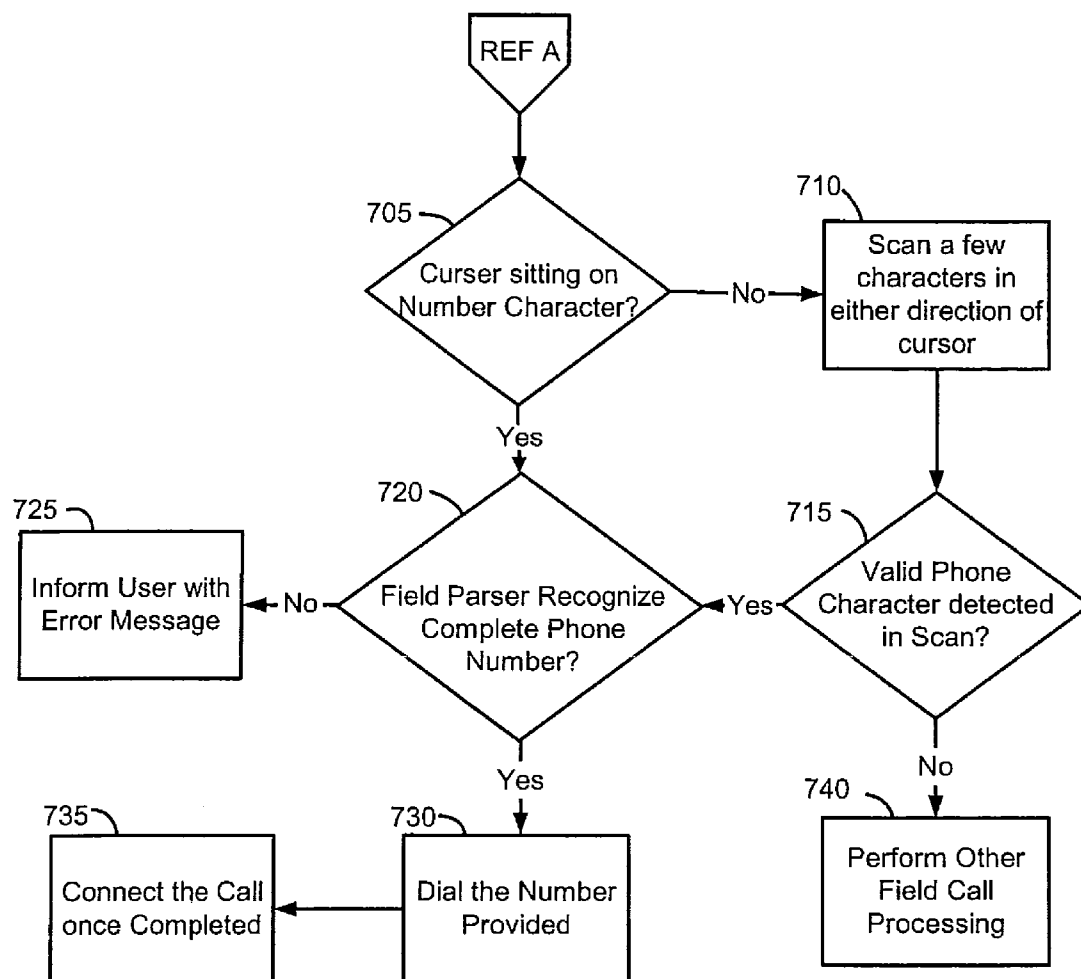 REF A
705
Curser sitting on
Number Character?
No
710
Scan a few
characters in
either direction of
cursor
Yes
720
Field Parser Recognize
Complete Phone
Number?
No
725
Inform User with
Error Message
715
Valid Phone
Character detected
in Scan?
Yes
No
740
Perform Other
Field Call
Processing
Yes
730
Dial the Number
Provided
735
Connect the Call
once Completed